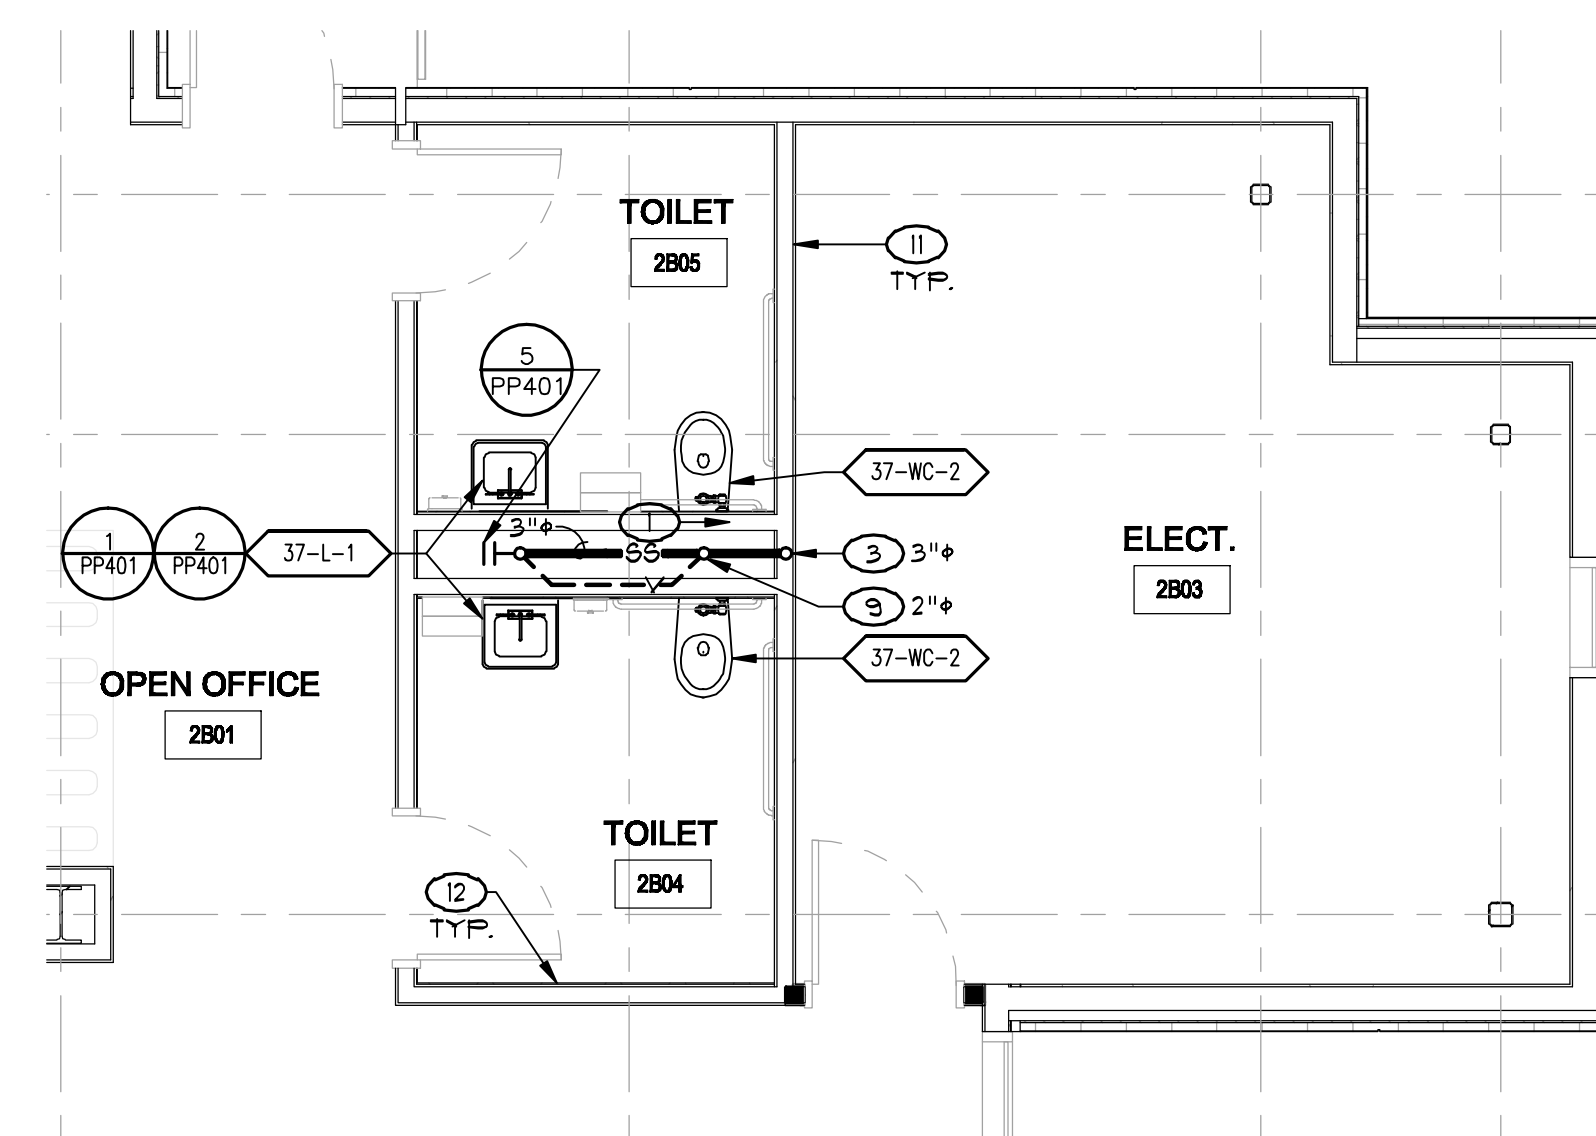 TOILET
2B05
11
TYP.
5
PP401
37-WC-2
1
PP401
2
PP401
37-L-1
3"ϕ
1
SS
V
3
3"ϕ
9
2"ϕ
37-WC-2
ELECT.
2B03
OPEN OFFICE
2B01
TOILET
2B04
12
TYP.